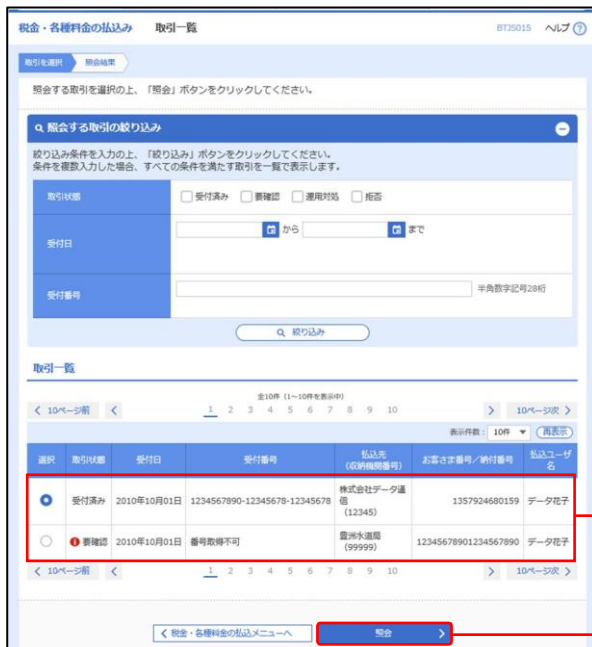 税金・各種料金の払込み 取引一覧 BTJS015 ヘルプ ?
取引を選択 照会結果
照会する取引を選択の上、「照会」ボタンをクリックしてください。
照会する取引の絞り込み
絞り込み条件を入力の上、「絞り込み」ボタンをクリックしてください。
条件を複数入力した場合、すべての条件を満たす取引を一覧で表示します。
取引状態 受付済み 要確認 運用対処 拒否
受付日 から まで
受付番号 半角数字記号28桁
絞り込み
取引一覧
全10件 (1~10件を表示中)
< 10ページ前 < 1 2 3 4 5 6 7 8 9 10 > 10ページ次 >
表示件数: 10件 ▼ (再表示)
選択 取引状態 受付日 受付番号 払込先(収納機関番号) お客さま番号/納付番号 払込ユーザ名
受付済み 2010年10月01日 1234567890-12345678-12345678 株式会社データ通信(12345) 1357924680159 データ花子
要確認 2010年10月01日 番号取得不可 豊洲水道局(99999) 12345678901234567890 データ花子
< 10ページ前 < 1 2 3 4 5 6 7 8 9 10 > 10ページ次 >
< 税金・各種料金の払込メニューへ 照会 >